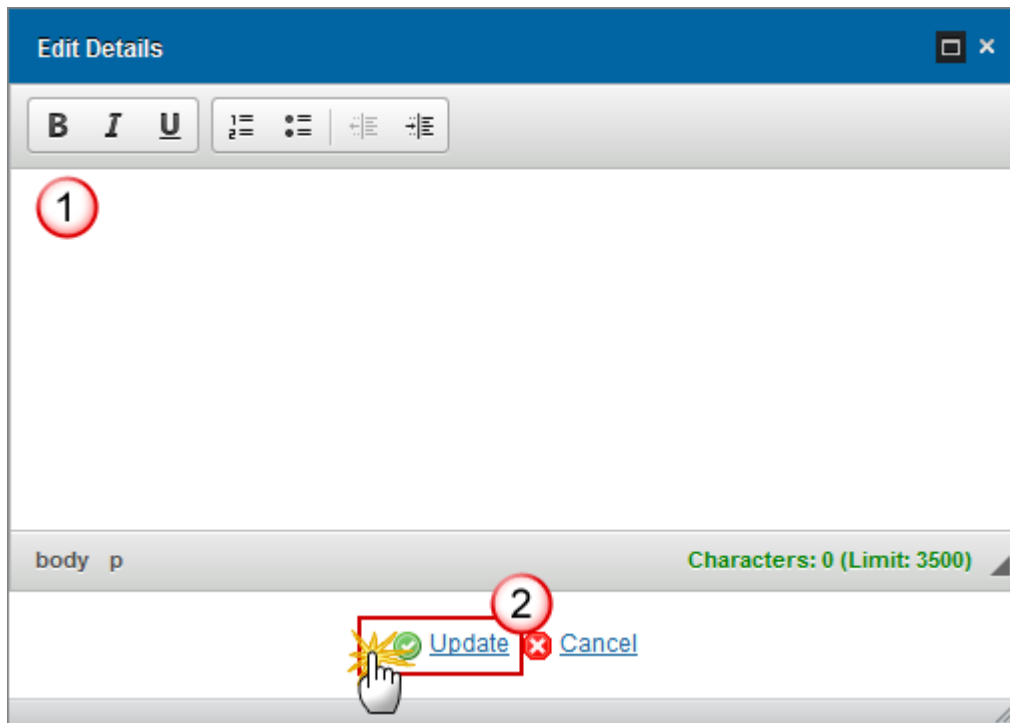 Edit Details
B I U
1
body p Characters: 0 (Limit: 3500)
2
Update Cancel